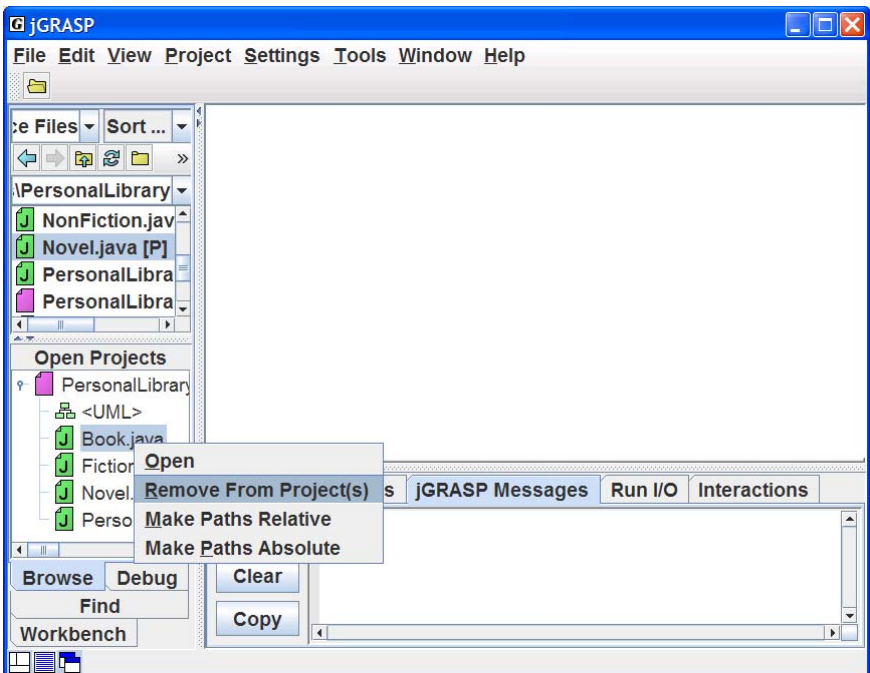 jGRASP
File Edit View Project Settings Tools Window Help
:e Files Sort ...
\PersonalLibrary
NonFiction.jav
Novel.java [P]
PersonalLibra
PersonalLibra
Open Projects
PersonalLibrary
<UML>
Book.java
Fiction
Novel.
Perso
Open
Remove From Project(s)
Make Paths Relative
Make Paths Absolute
s jGRASP Messages Run I/O Interactions
Clear
Copy
Browse Debug
Find
Workbench